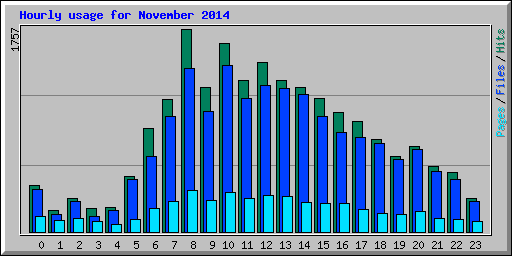 Hourly usage for November 2014
1757
Pages/Files/Hits
0 1 2 3 4 5 6 7 8 9 10 11 12 13 14 15 16 17 18 19 20 21 22 23